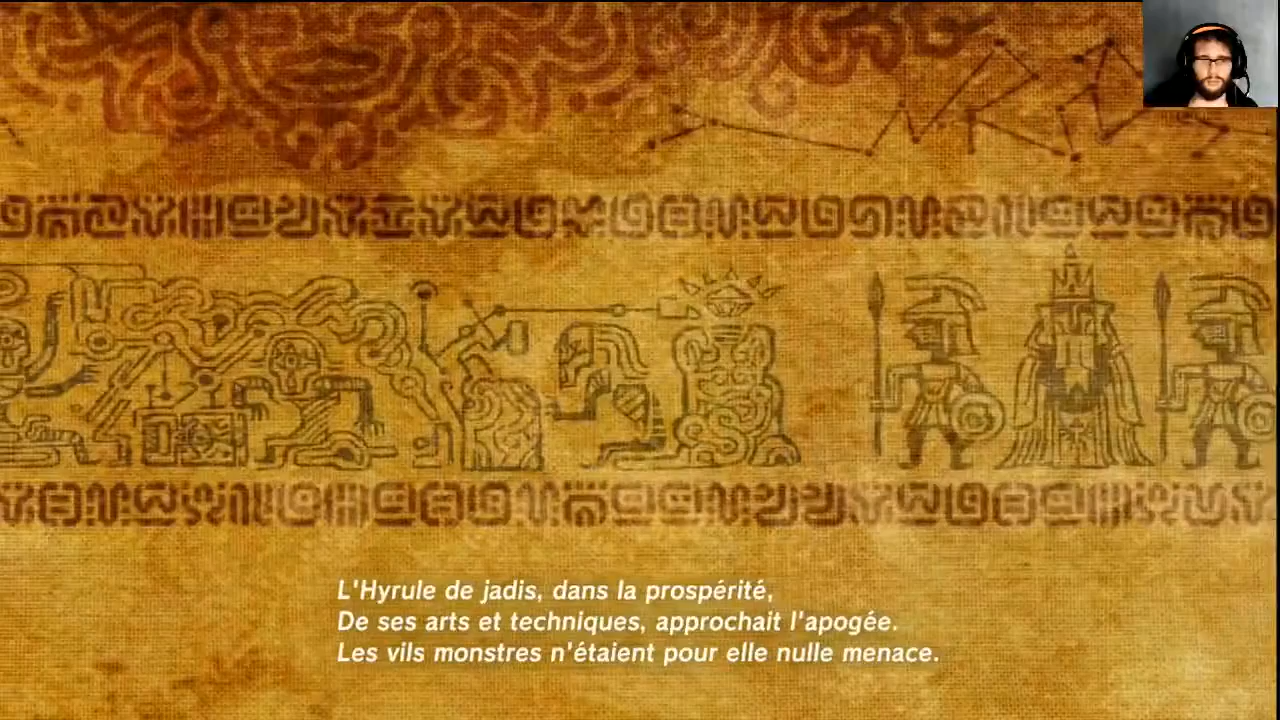 L'Hyrule de jadis, dans la prospérité,
De ses arts et techniques, approchait l'apogée.
Les vils monstres n'étaient pour elle nulle menace.